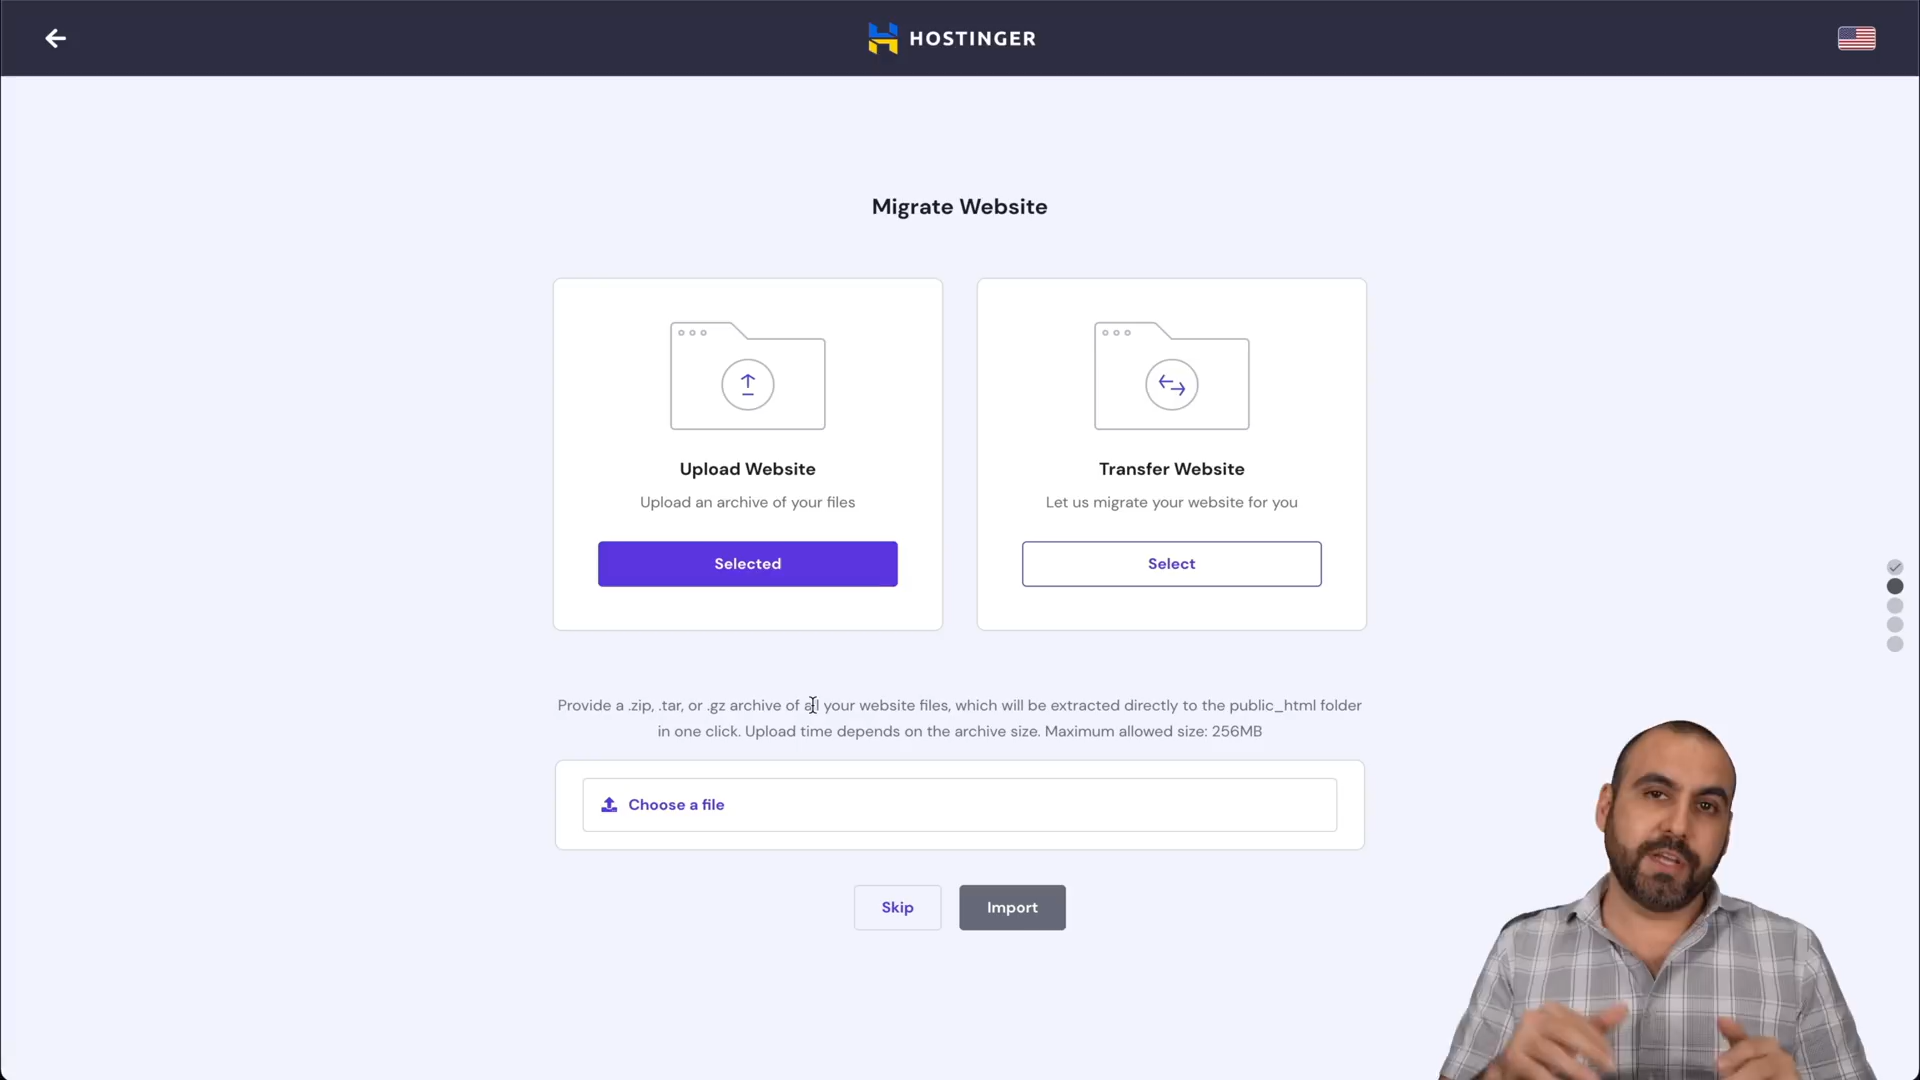 HOSTINGER
Migrate Website
Upload Website
Upload an archive of your files
Selected
Transfer Website
Let us migrate your website for you
Select
Provide a .zip, .tar, or .gz archive of all your website files, which will be extracted directly to the public_html folder
in one click. Upload time depends on the archive size. Maximum allowed size: 256MB
Choose a file
Skip
Import